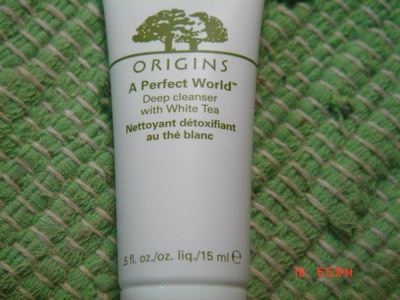 ORIGINS
A Perfect World™
Deep cleanser
with White Tea
Nettoyant détoxifiant
au thé blanc
.5 fl. oz./oz. liq./15 ml ℮